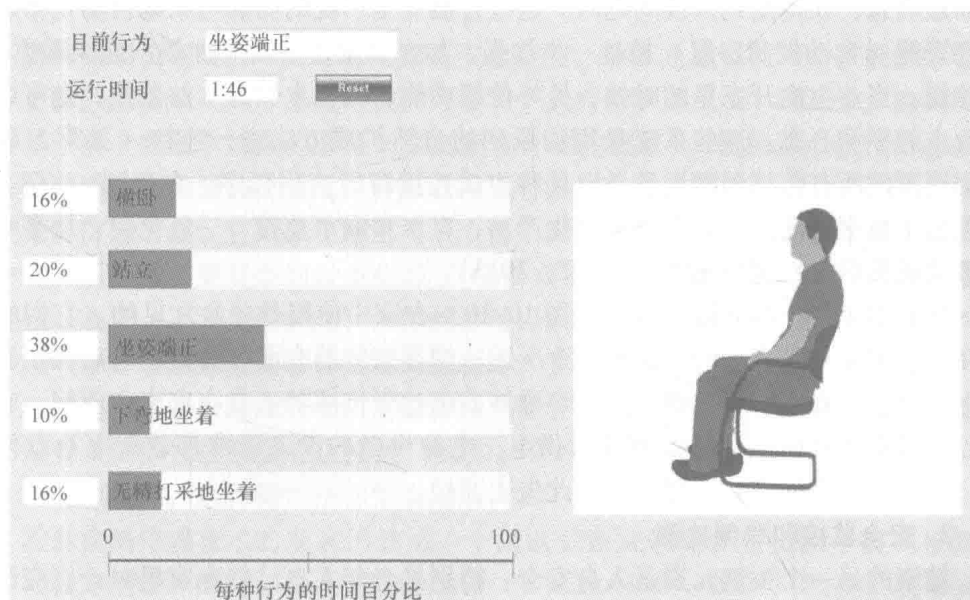 目前行为 坐姿端正
运行时间 1:46 Reset
16% 横卧
20% 站立
38% 坐姿端正
10% 下弯地坐着
16% 无精打采地坐着
0 100
每种行为的时间百分比